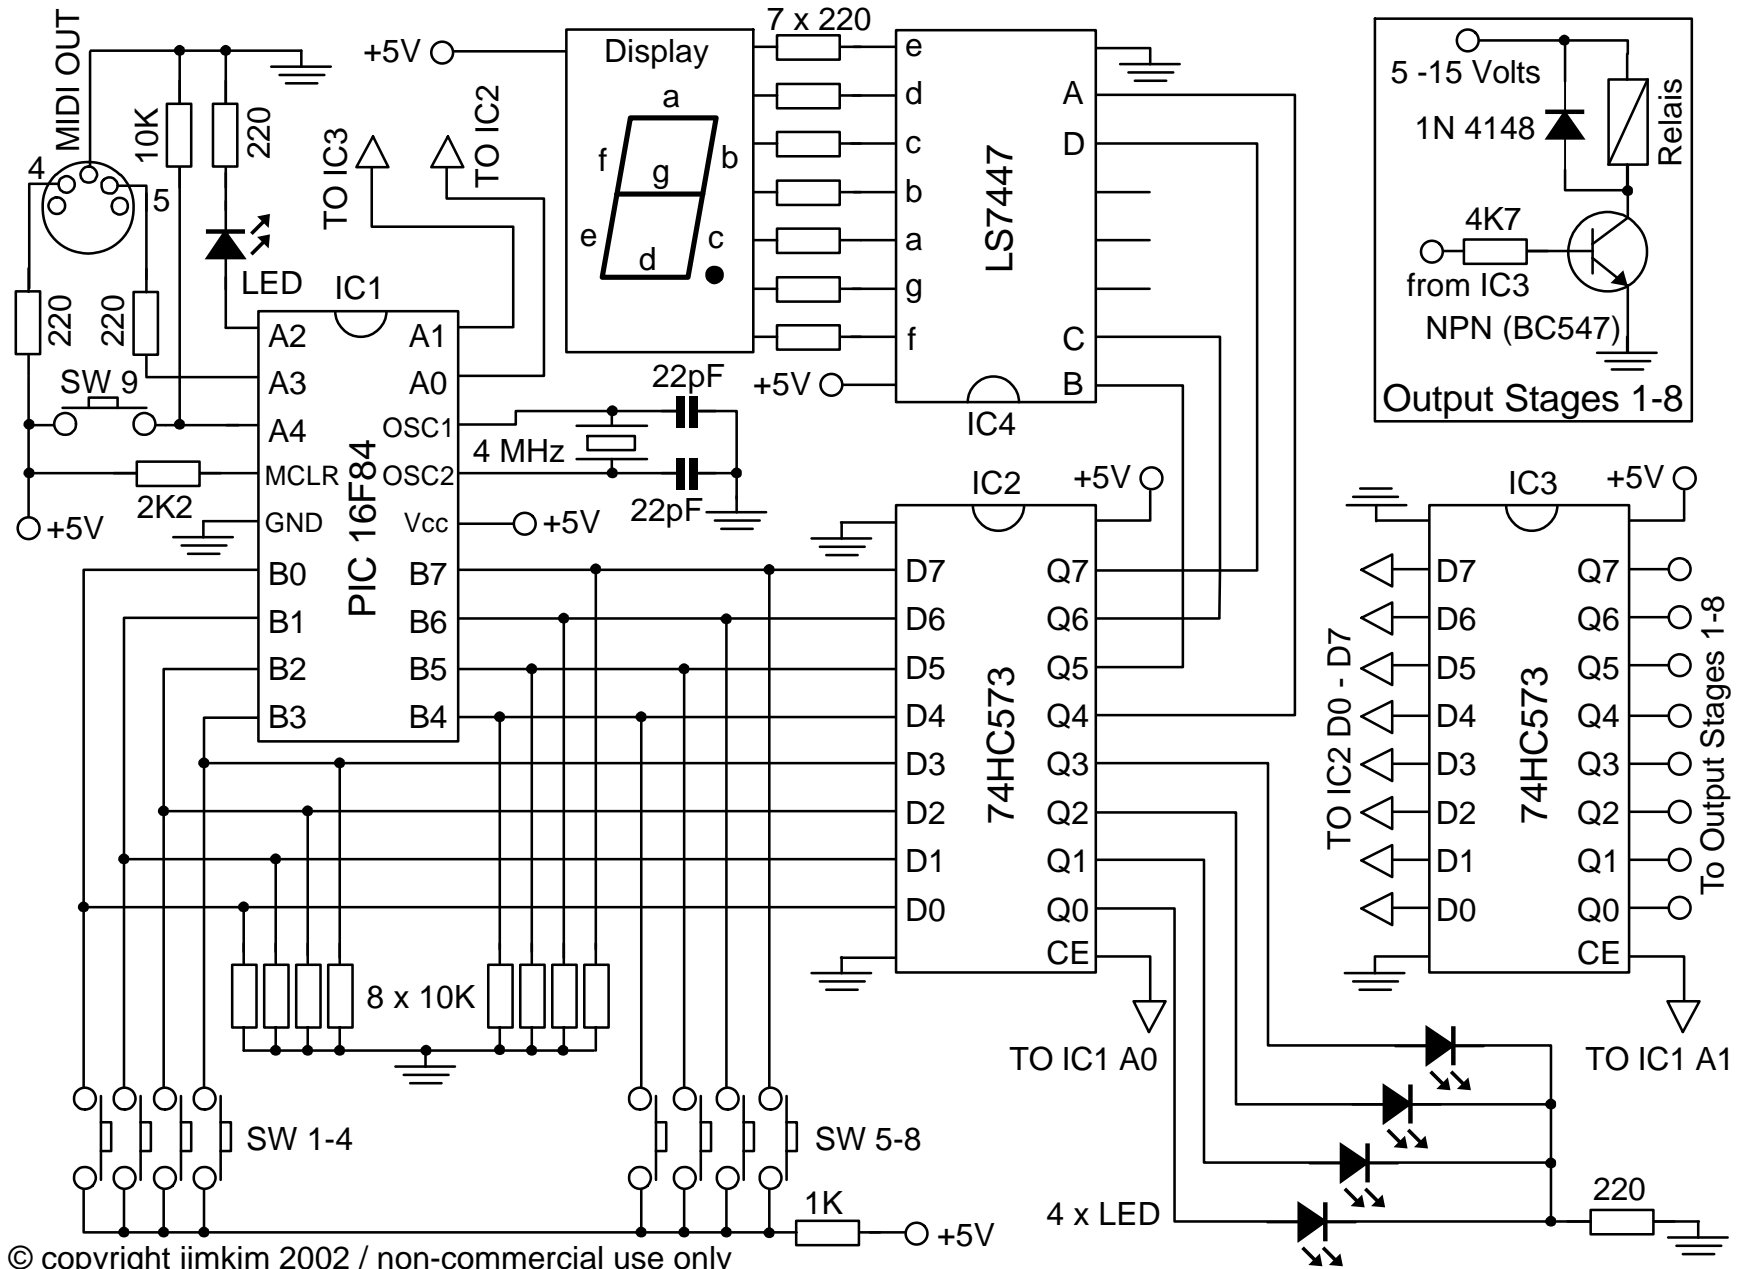 MIDI OUT
4
5
10K
220
LED
220
220
SW 9
2K2
+5V
TO IC3
TO IC2
IC1
PIC 16F84
A2
A3
A4
MCLR
GND
B0
B1
B2
B3
A1
A0
OSC1
OSC2
Vcc
B7
B6
B5
B4
+5V
4 MHz
22pF
22pF
+5V
Display
a
f
b
g
e
c
d
7 x 220
e
d
c
b
a
g
f
LS7447
A
D
C
B
+5V
IC4
5 -15 Volts
1N 4148
Relais
4K7
from IC3
NPN (BC547)
Output Stages 1-8
IC2
+5V
74HC573
D7
D6
D5
D4
D3
D2
D1
D0
Q7
Q6
Q5
Q4
Q3
Q2
Q1
Q0
CE
TO IC1 A0
IC3
+5V
74HC573
TO IC2 D0 - D7
D7
D6
D5
D4
D3
D2
D1
D0
Q7
Q6
Q5
Q4
Q3
Q2
Q1
Q0
CE
To Output Stages 1-8
TO IC1 A1
8 x 10K
SW 1-4
SW 5-8
1K
+5V
4 x LED
220
© copyright jimkim 2002 / non-commercial use only